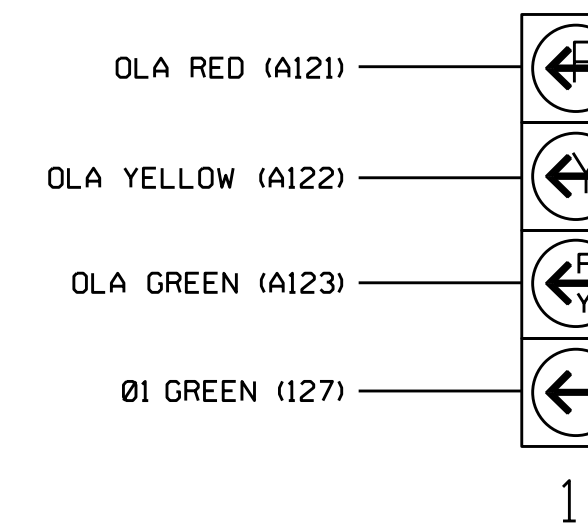 OLA RED (A121)
OLA YELLOW (A122)
OLA GREEN (A123)
Ø1 GREEN (127)
1